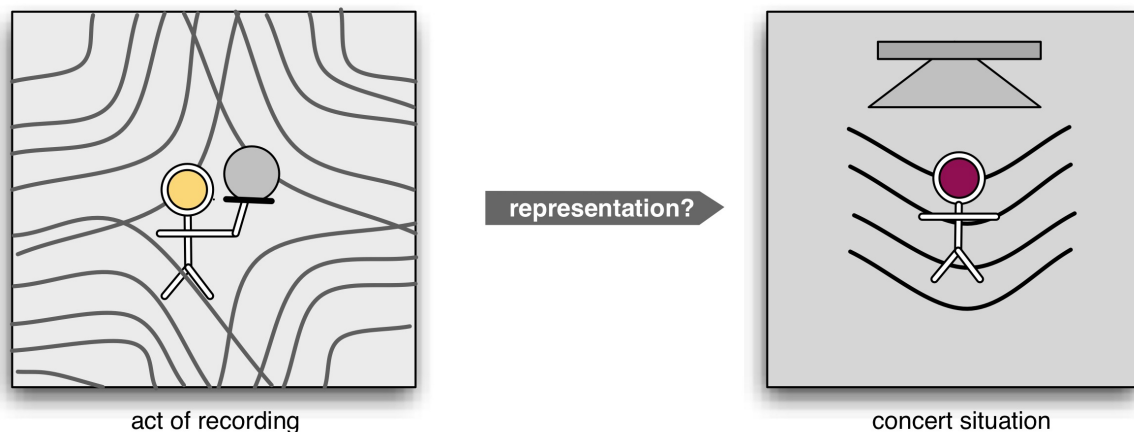 representation?
act of recording
concert situation